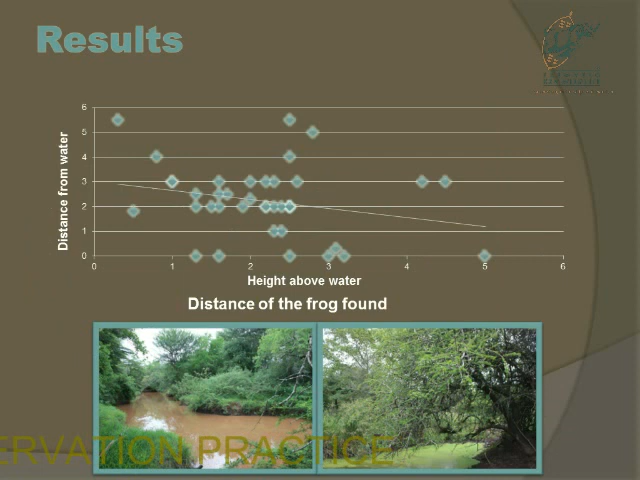 Results
6
5
4
3
2
1
0
Distance from water
0 1 2 3 4 5 6
Height above water
Distance of the frog found
ERVATION PRACTICE